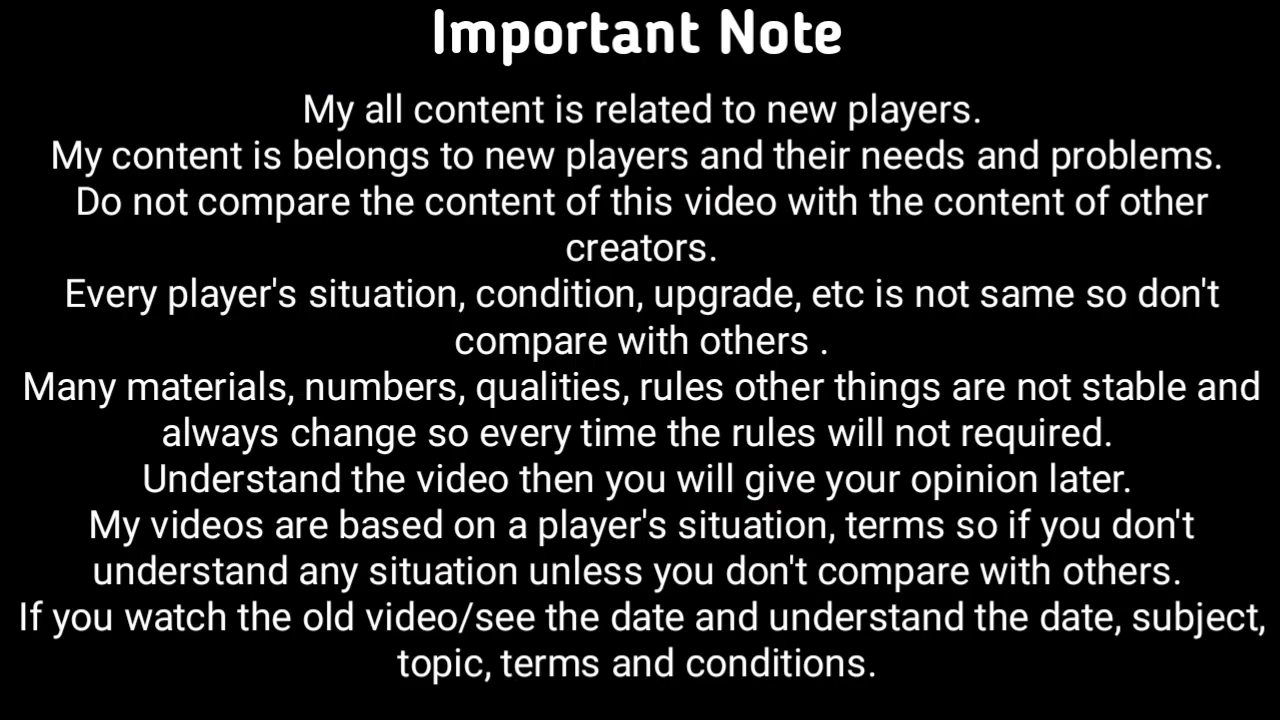 Important Note
My all content is related to new players.
My content is belongs to new players and their needs and problems.
Do not compare the content of this video with the content of other
creators.
Every player's situation, condition, upgrade, etc is not same so don't
compare with others .
Many materials, numbers, qualities, rules other things are not stable and
always change so every time the rules will not required.
Understand the video then you will give your opinion later.
My videos are based on a player's situation, terms so if you don't
understand any situation unless you don't compare with others.
If you watch the old video/see the date and understand the date, subject,
topic, terms and conditions.